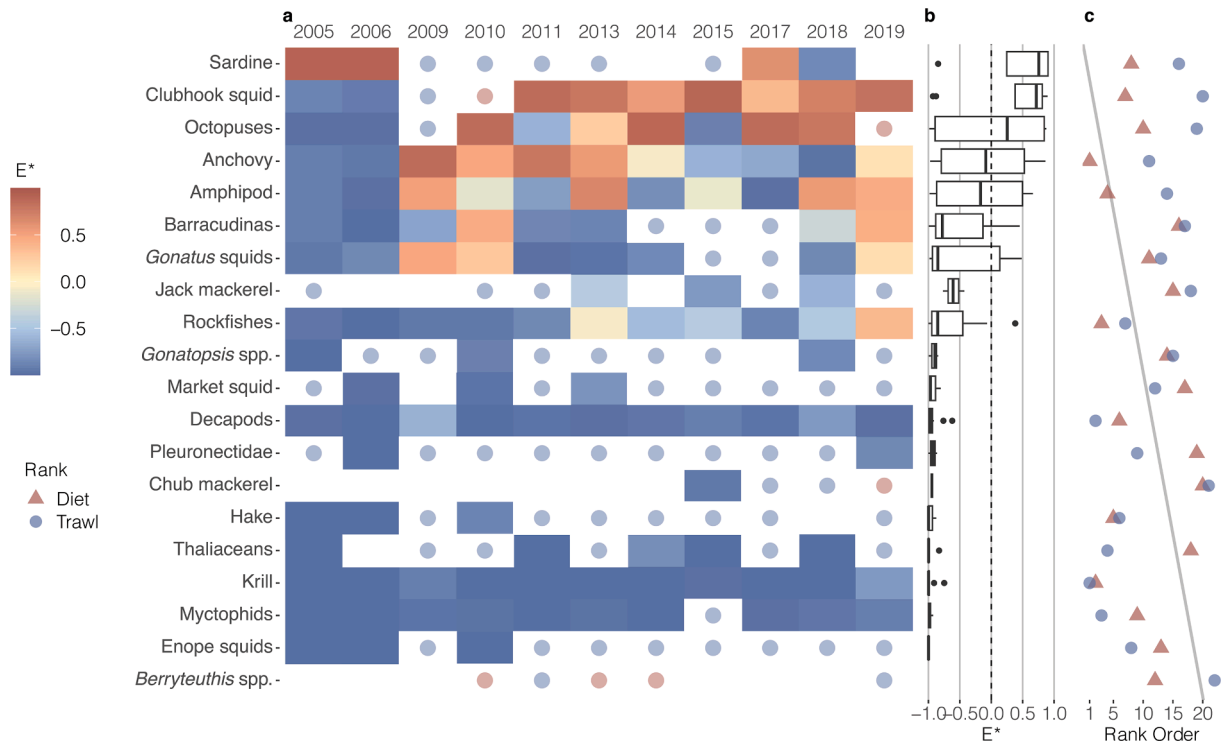 a
b
c
2005 2006 2009 2010 2011 2013 2014 2015 2017 2018 2019
Sardine
Clubhook squid
Octopuses
Anchovy
Amphipod
Barracudinas
Gonatus squids
Jack mackerel
Rockfishes
Gonatopsis spp.
Market squid
Decapods
Pleuronectidae
Chub mackerel
Hake
Thaliaceans
Krill
Myctophids
Enope squids
Berryteuthis spp.
E*
0.5
0.0
−0.5
Rank
Diet
Trawl
−1.0 −0.5 0.0 0.5 1.0
E*
1 5 10 15 20
Rank Order